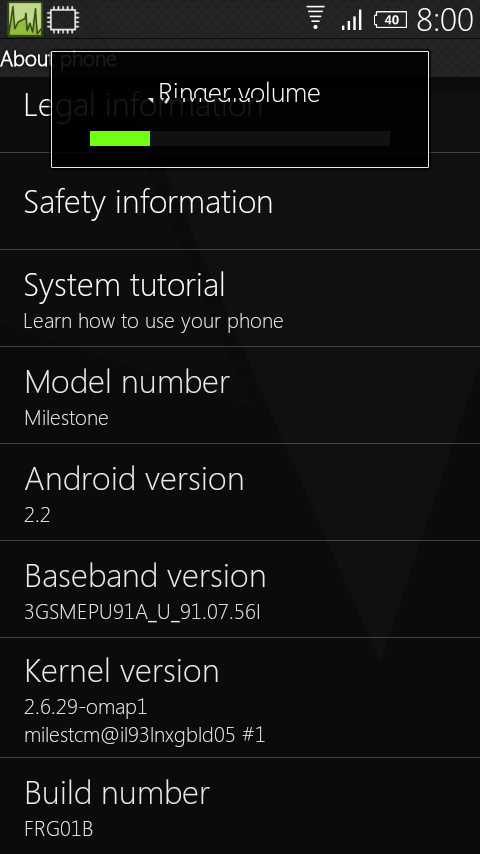 40 8:00
About phone
Ringer volume
Legal information
Safety information
System tutorial
Learn how to use your phone
Model number
Milestone
Android version
2.2
Baseband version
3GSMEPU91A_U_91.07.56I
Kernel version
2.6.29-omap1
milestcm@il93lnxgbld05 #1
Build number
FRG01B